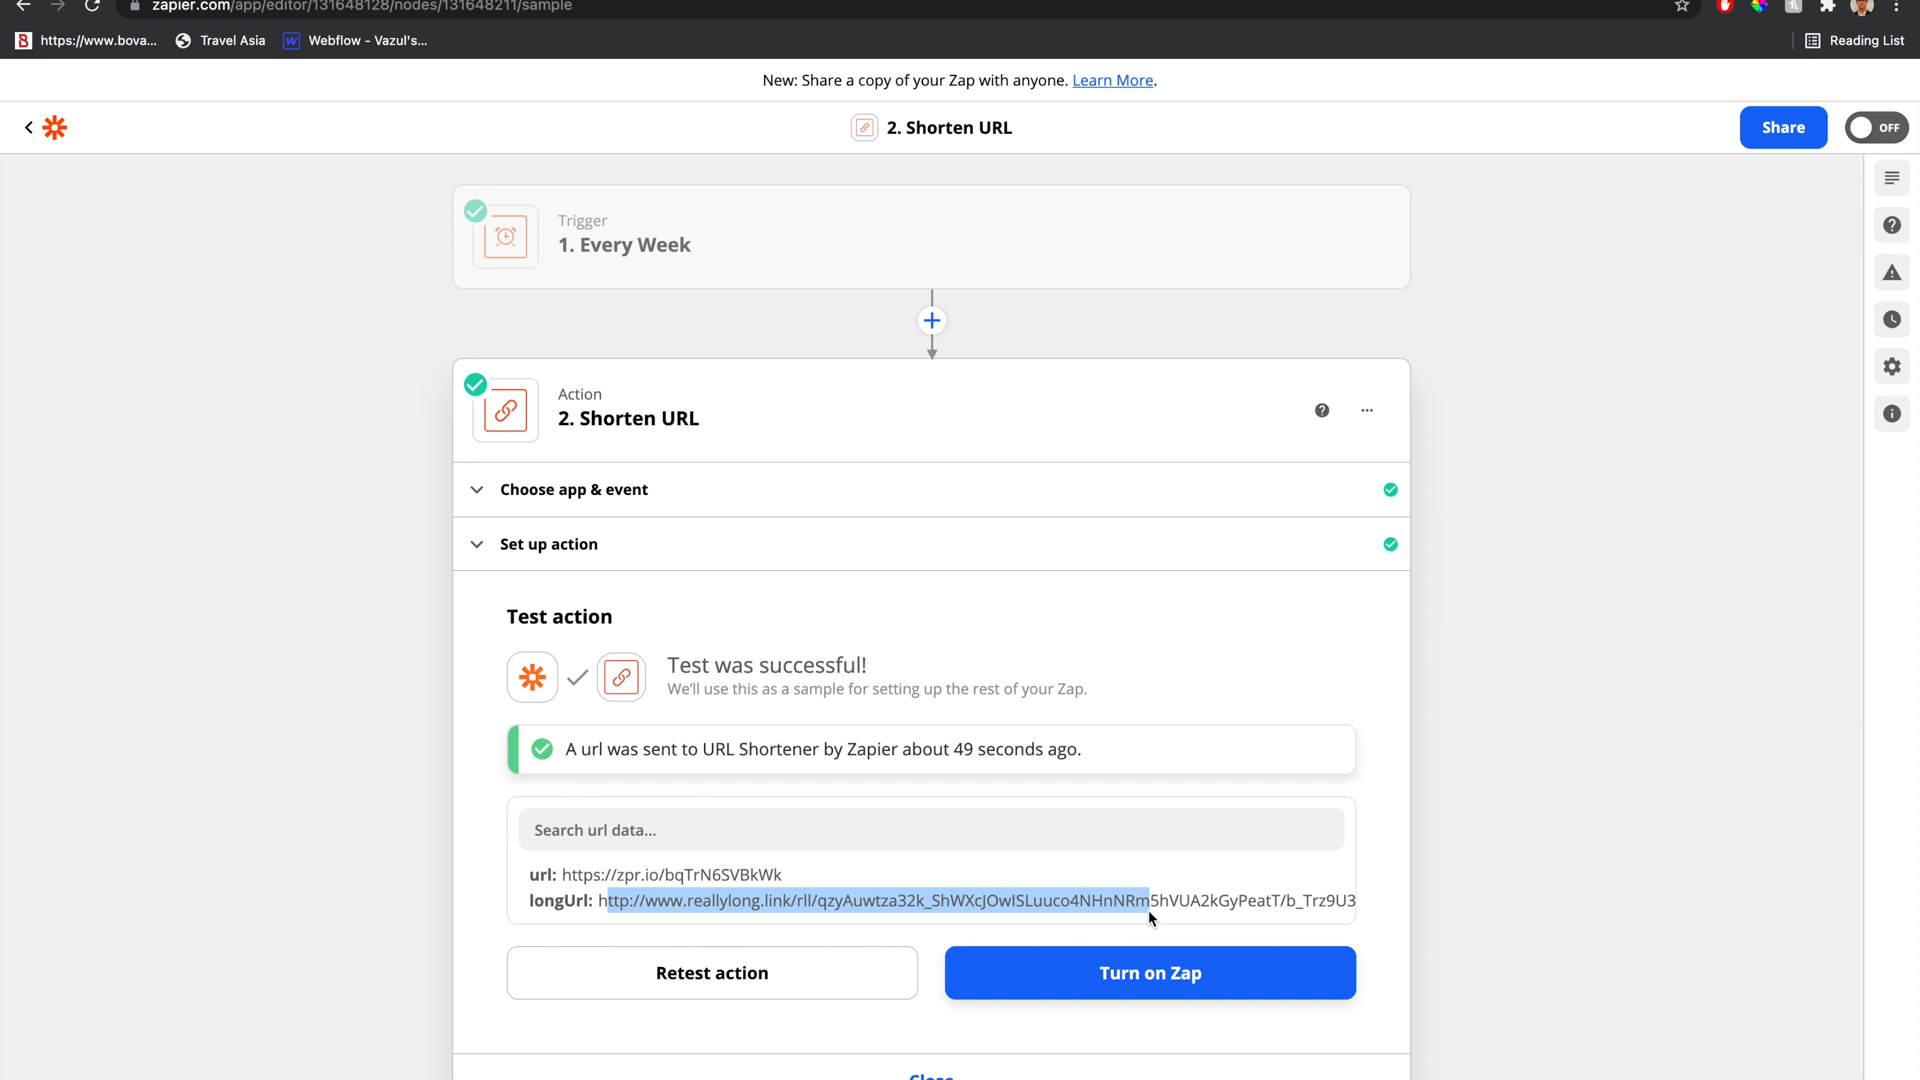 zapier.com/app/editor/131648128/nodes/131648211/sample
https://www.bova...
Travel Asia
Webflow - Vazul's...
Reading List
New: Share a copy of your Zap with anyone. Learn More.
2. Shorten URL
Share
OFF
Trigger
1. Every Week
Action
2. Shorten URL
Choose app & event
Set up action
Test action
Test was successful!
We'll use this as a sample for setting up the rest of your Zap.
A url was sent to URL Shortener by Zapier about 49 seconds ago.
Search url data...
url: https://zpr.io/bqTrN6SVBkWk
longUrl: http://www.reallylong.link/rll/qzyAuwtza32k_ShWXcJOwISLuuco4NHnNRm5hVUA2kGyPeatT/b_Trz9U3
Retest action
Turn on Zap
Close